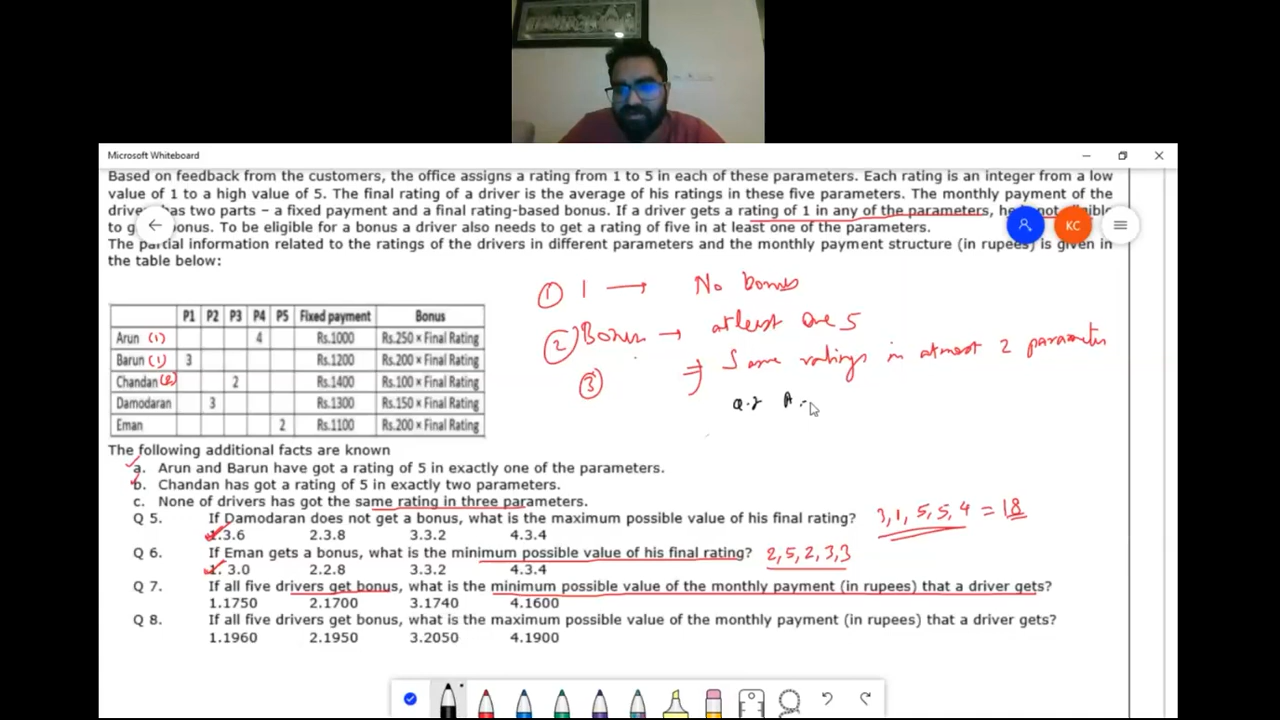 Microsoft Whiteboard
Based on feedback from the customers, the office assigns a rating from 1 to 5 in each of these parameters. Each rating is an integer from a low
value of 1 to a high value of 5. The final rating of a driver is the average of his ratings in these five parameters. The monthly payment of the
has two parts – a fixed payment and a final rating-based bonus. If a driver gets a rating of 1 in any of the parameters,
to g bonus. To be eligible for a bonus a driver also needs to get a rating of five in at least one of the parameters.
The partial information related to the ratings of the drivers in different parameters and the monthly payment structure (in rupees) is given in
the table below:
KC
P1 P2 P3 P4 P5 Fixed payment Bonus
Arun (1) 4 Rs.1000 Rs.250 × Final Rating
Barun (1) 3 Rs.1200 Rs.200 × Final Rating
Chandan (2) 2 Rs.1400 Rs.100 × Final Rating
Damodaran 3 Rs.1300 Rs.150 × Final Rating
Eman 2 Rs.1100 Rs.200 × Final Rating
① 1 → No bonus
② Bonus → atleast one 5
③ ⇒ Same ratings in atmost 2 parameter
Q.7 A :-
The following additional facts are known
a. Arun and Barun have got a rating of 5 in exactly one of the parameters.
b. Chandan has got a rating of 5 in exactly two parameters.
c. None of drivers has got the same rating in three parameters.
Q 5. If Damodaran does not get a bonus, what is the maximum possible value of his final rating? 3, 1, 5, 5, 4 = 18
1.3.6 2.3.8 3.3.2 4.3.4
Q 6. If Eman gets a bonus, what is the minimum possible value of his final rating? 2, 5, 2, 3, 3
1. 3.0 2.2.8 3.3.2 4.3.4
Q 7. If all five drivers get bonus, what is the minimum possible value of the monthly payment (in rupees) that a driver gets?
1.1750 2.1700 3.1740 4.1600
Q 8. If all five drivers get bonus, what is the maximum possible value of the monthly payment (in rupees) that a driver gets?
1.1960 2.1950 3.2050 4.1900